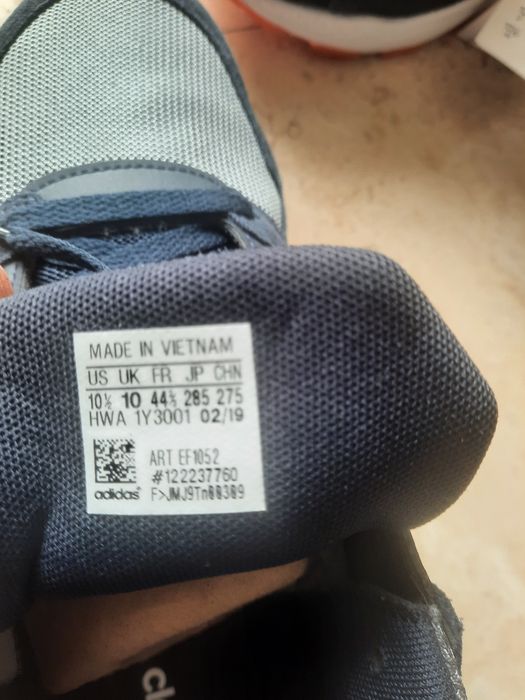 MADE IN VIETNAM
US UK FR JP CHN
10½ 10 44⅔ 285 275
HWA 1Y3001 02/19
ART EF1052
#122237760
adidas®
cl